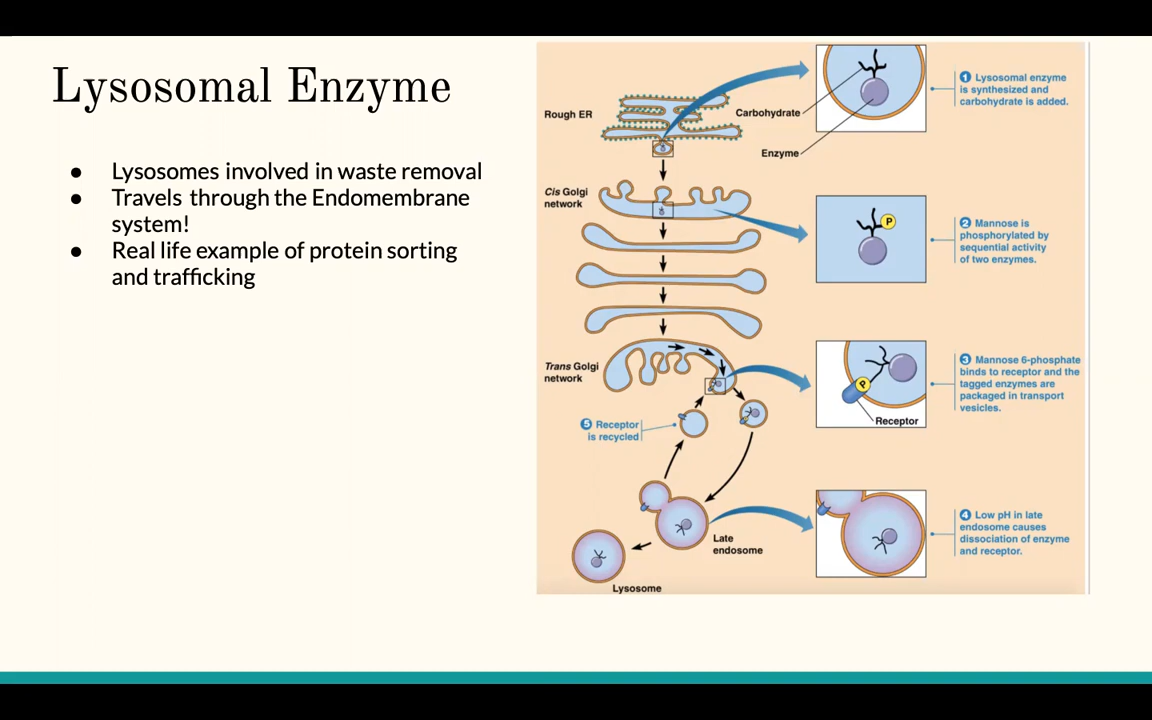 Lysosomal Enzyme
● Lysosomes involved in waste removal
● Travels through the Endomembrane
system!
● Real life example of protein sorting
and trafficking
Rough ER
Carbohydrate
Enzyme
1 Lysosomal enzyme
is synthesized and
carbohydrate is added.
Cis Golgi
network
P
2 Mannose is
phosphorylated by
sequential activity
of two enzymes.
Trans Golgi
network
P
Receptor
3 Mannose 6-phosphate
binds to receptor and the
tagged enzymes are
packaged in transport
vesicles.
5 Receptor
is recycled
Late
endosome
4 Low pH in late
endosome causes
dissociation of enzyme
and receptor.
Lysosome